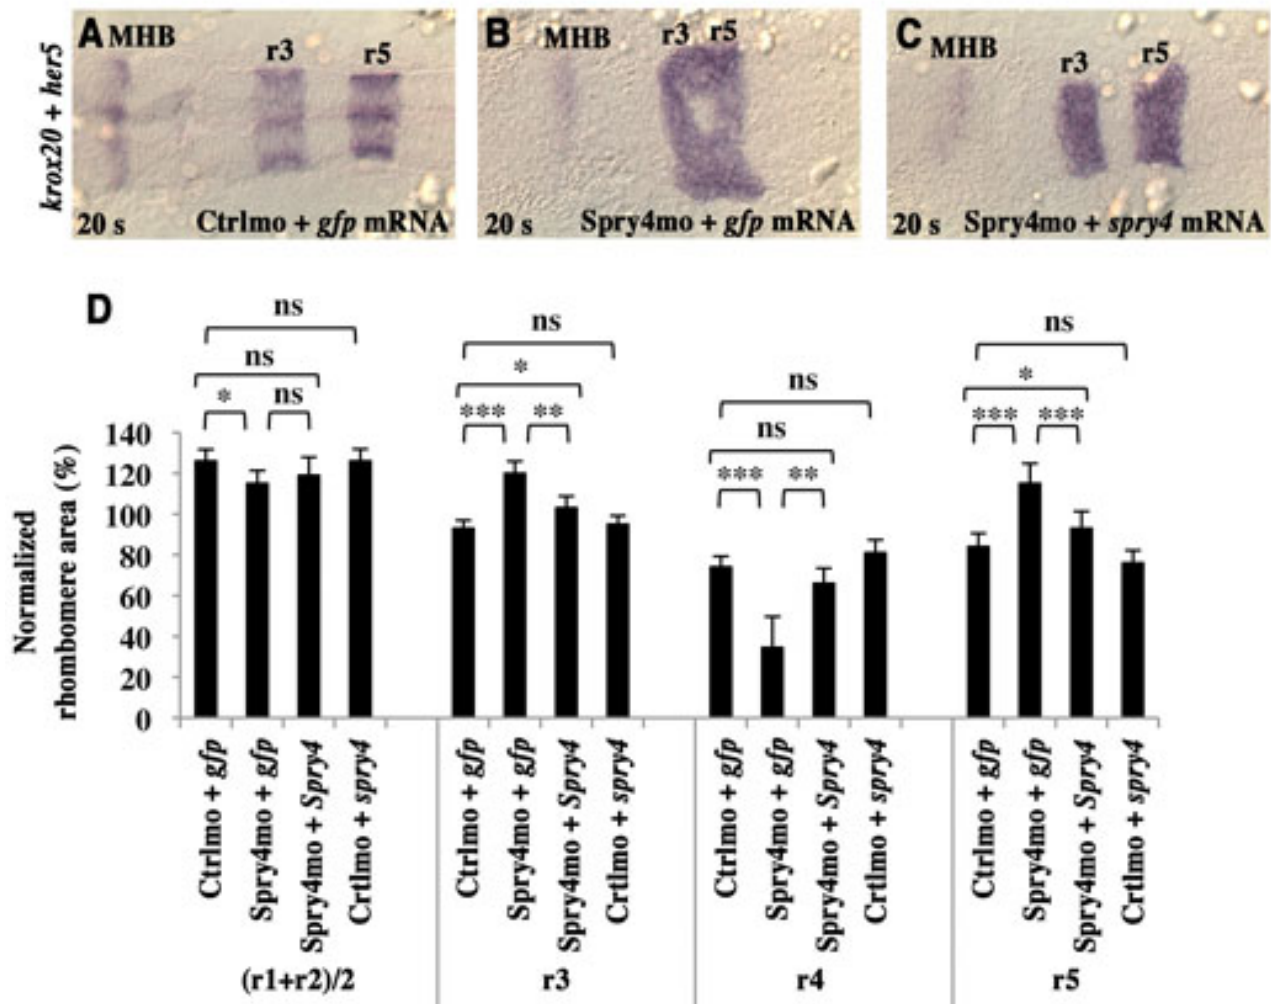 krox20 + her5
A MHB r3 r5
20 s Ctrlmo + gfp mRNA
B MHB r3 r5
Spry4mo + gfp mRNA
C MHB r3 r5
20 s Spry4mo + spry4 mRNA
D
ns
ns
* ns
ns
*
*** **
ns
ns
*** **
ns
*
*** ***
Normalized
rhombomere area (%)
140
120
100
80
60
40
20
0
Ctrlmo + gfp
Spry4mo + gfp
Spry4mo + Spry4
Crtlmo + spry4
(r1+r2)/2
Ctrlmo + gfp
Spry4mo + gfp
Spry4mo + Spry4
Ctrlmo + spry4
r3
Ctrlmo + gfp
Spry4mo + gfp
Spry4mo + Spry4
Crtlmo + spry4
r4
Ctrlmo + gfp
Spry4mo + gfp
Spry4mo + Spry4
Crtlmo + spry4
r5